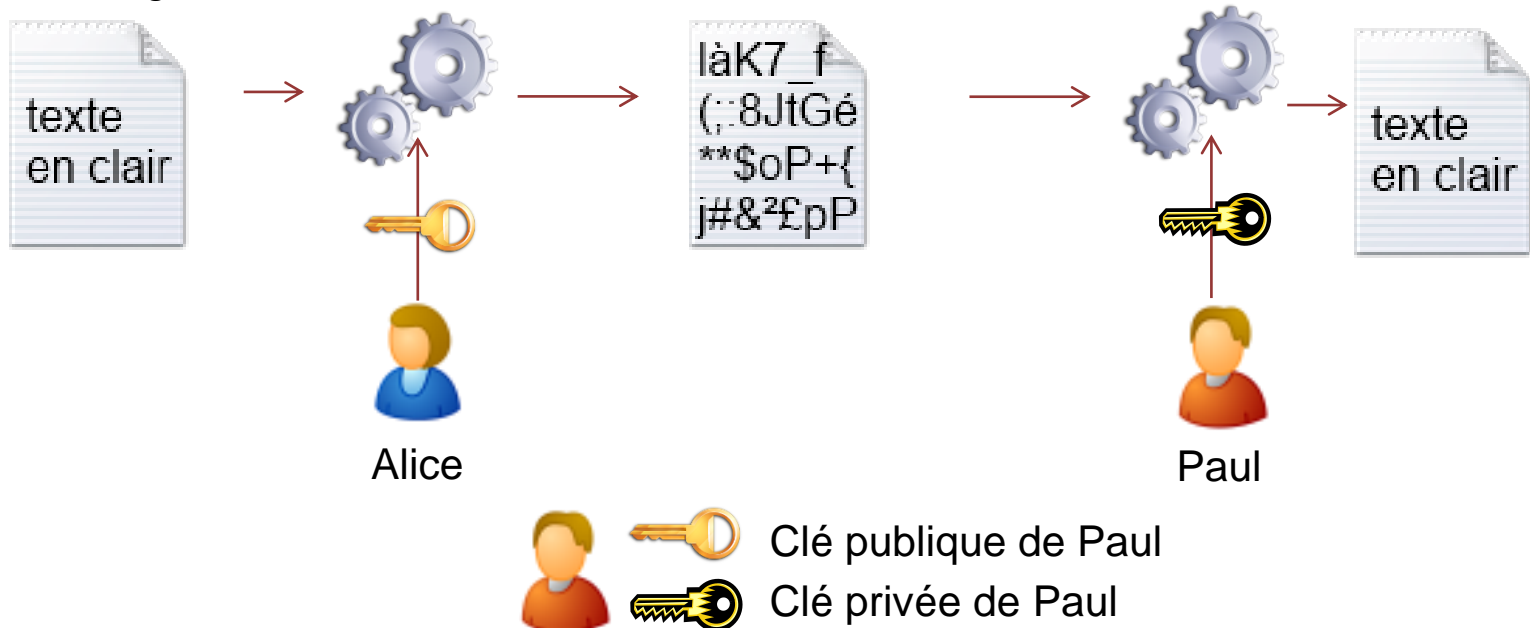 texte
en clair
làK7_f
(;:8JtGé
**$oP+{
j#&²£pP
texte
en clair
Alice
Paul
Clé publique de Paul
Clé privée de Paul